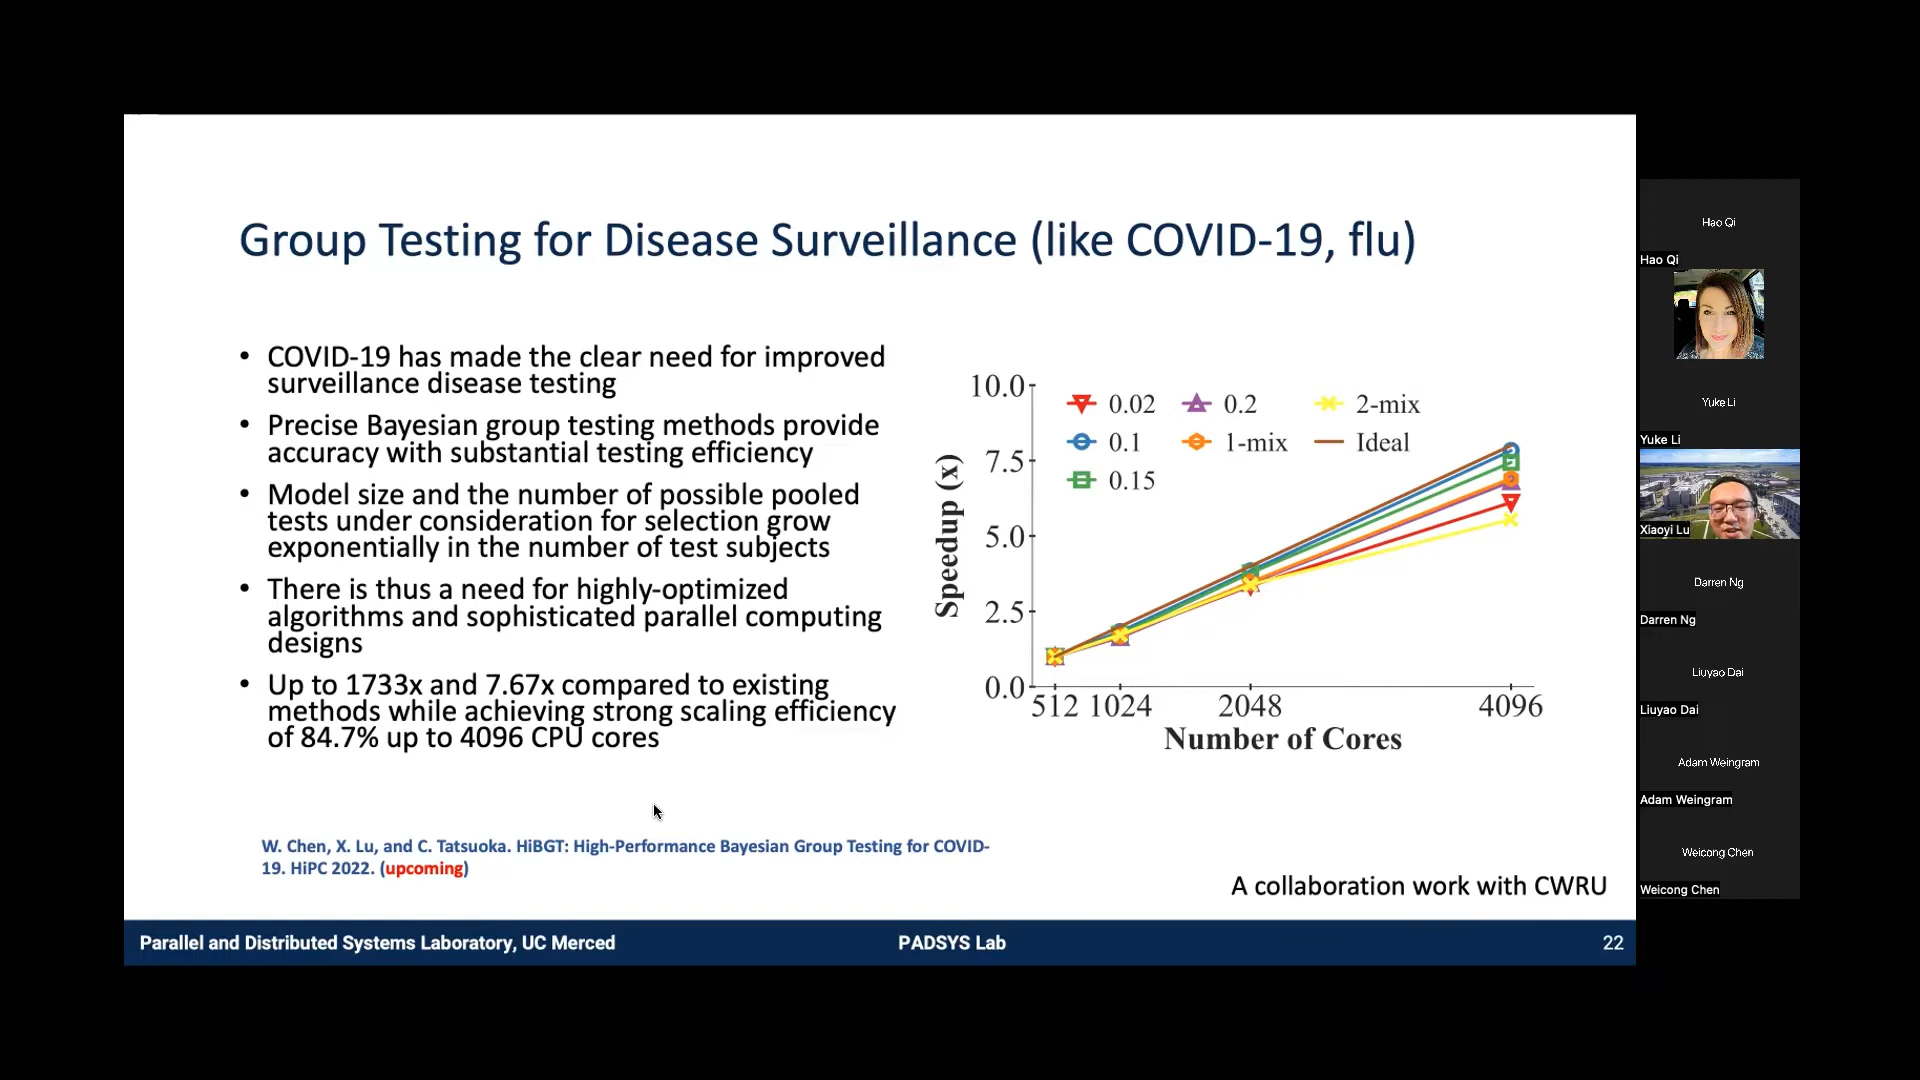 Group Testing for Disease Surveillance (like COVID-19, flu)
• COVID-19 has made the clear need for improved
surveillance disease testing
• Precise Bayesian group testing methods provide
accuracy with substantial testing efficiency
• Model size and the number of possible pooled
tests under consideration for selection grow
exponentially in the number of test subjects
• There is thus a need for highly-optimized
algorithms and sophisticated parallel computing
designs
• Up to 1733x and 7.67x compared to existing
methods while achieving strong scaling efficiency
of 84.7% up to 4096 CPU cores
10.0
7.5
5.0
2.5
0.0
Speedup (x)
0.02
0.2
2-mix
0.1
1-mix
Ideal
0.15
512 1024 2048 4096
Number of Cores
W. Chen, X. Lu, and C. Tatsuoka. HiBGT: High-Performance Bayesian Group Testing for COVID-
19. HiPC 2022. (upcoming)
A collaboration work with CWRU
Parallel and Distributed Systems Laboratory, UC Merced
PADSYS Lab
22
Hao Qi
Hao Qi
Yuke Li
Yuke Li
Xiaoyi Lu
Darren Ng
Darren Ng
Liuyao Dai
Liuyao Dai
Adam Weingram
Adam Weingram
Weicong Chen
Weicong Chen